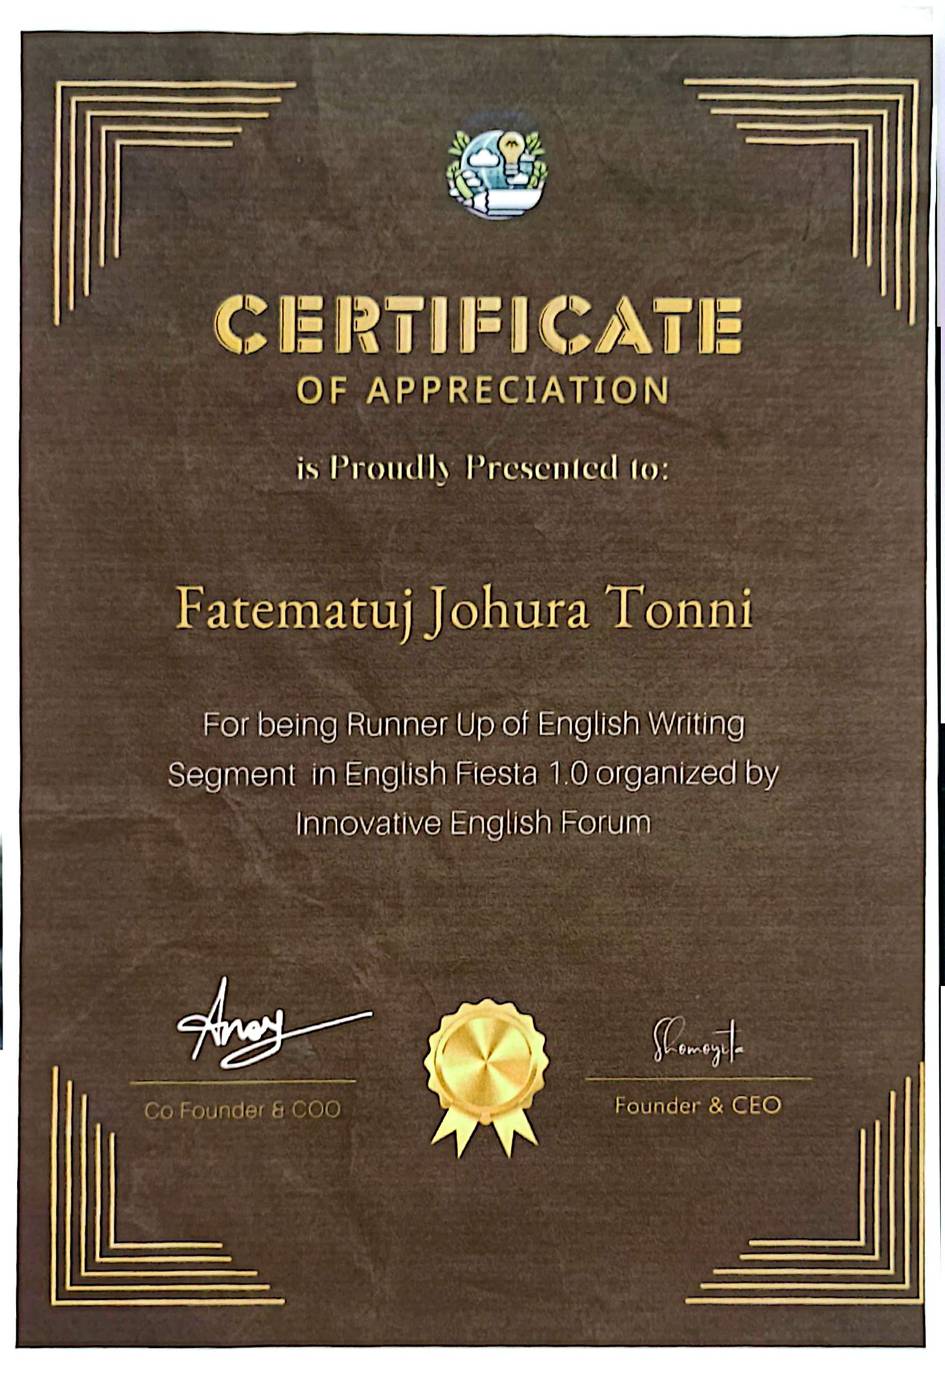 CERTIFICATE
OF APPRECIATION
is Proudly Presented to:
Fatematuj Johura Tonni
For being Runner Up of English Writing
Segment in English Fiesta 1.0 organized by
Innovative English Forum
Shomoyita
Co Founder & COO
Founder & CEO